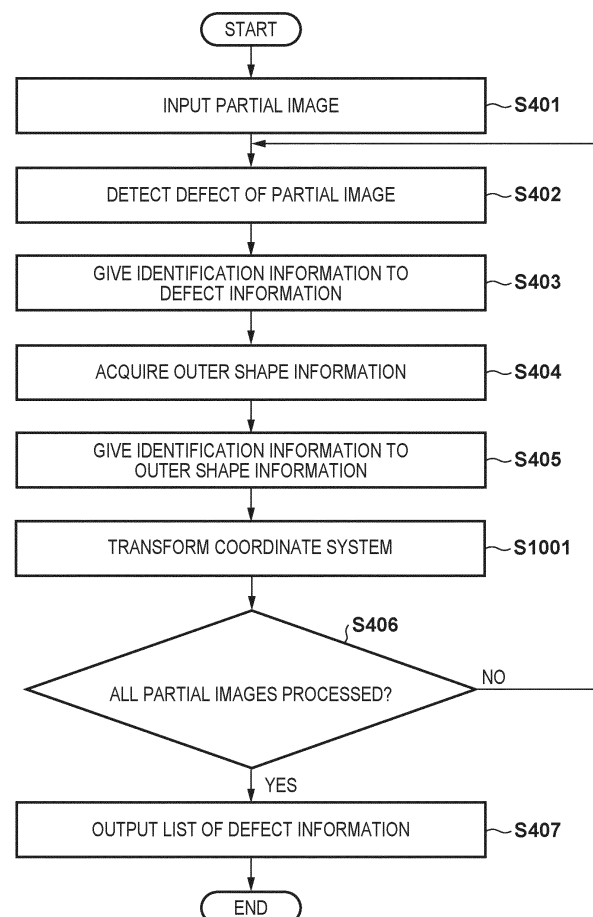 START
INPUT PARTIAL IMAGE
S401
DETECT DEFECT OF PARTIAL IMAGE
S402
GIVE IDENTIFICATION INFORMATION TO
DEFECT INFORMATION
S403
ACQUIRE OUTER SHAPE INFORMATION
S404
GIVE IDENTIFICATION INFORMATION TO
OUTER SHAPE INFORMATION
S405
TRANSFORM COORDINATE SYSTEM
S1001
S406
ALL PARTIAL IMAGES PROCESSED?
NO
YES
OUTPUT LIST OF DEFECT INFORMATION
S407
END